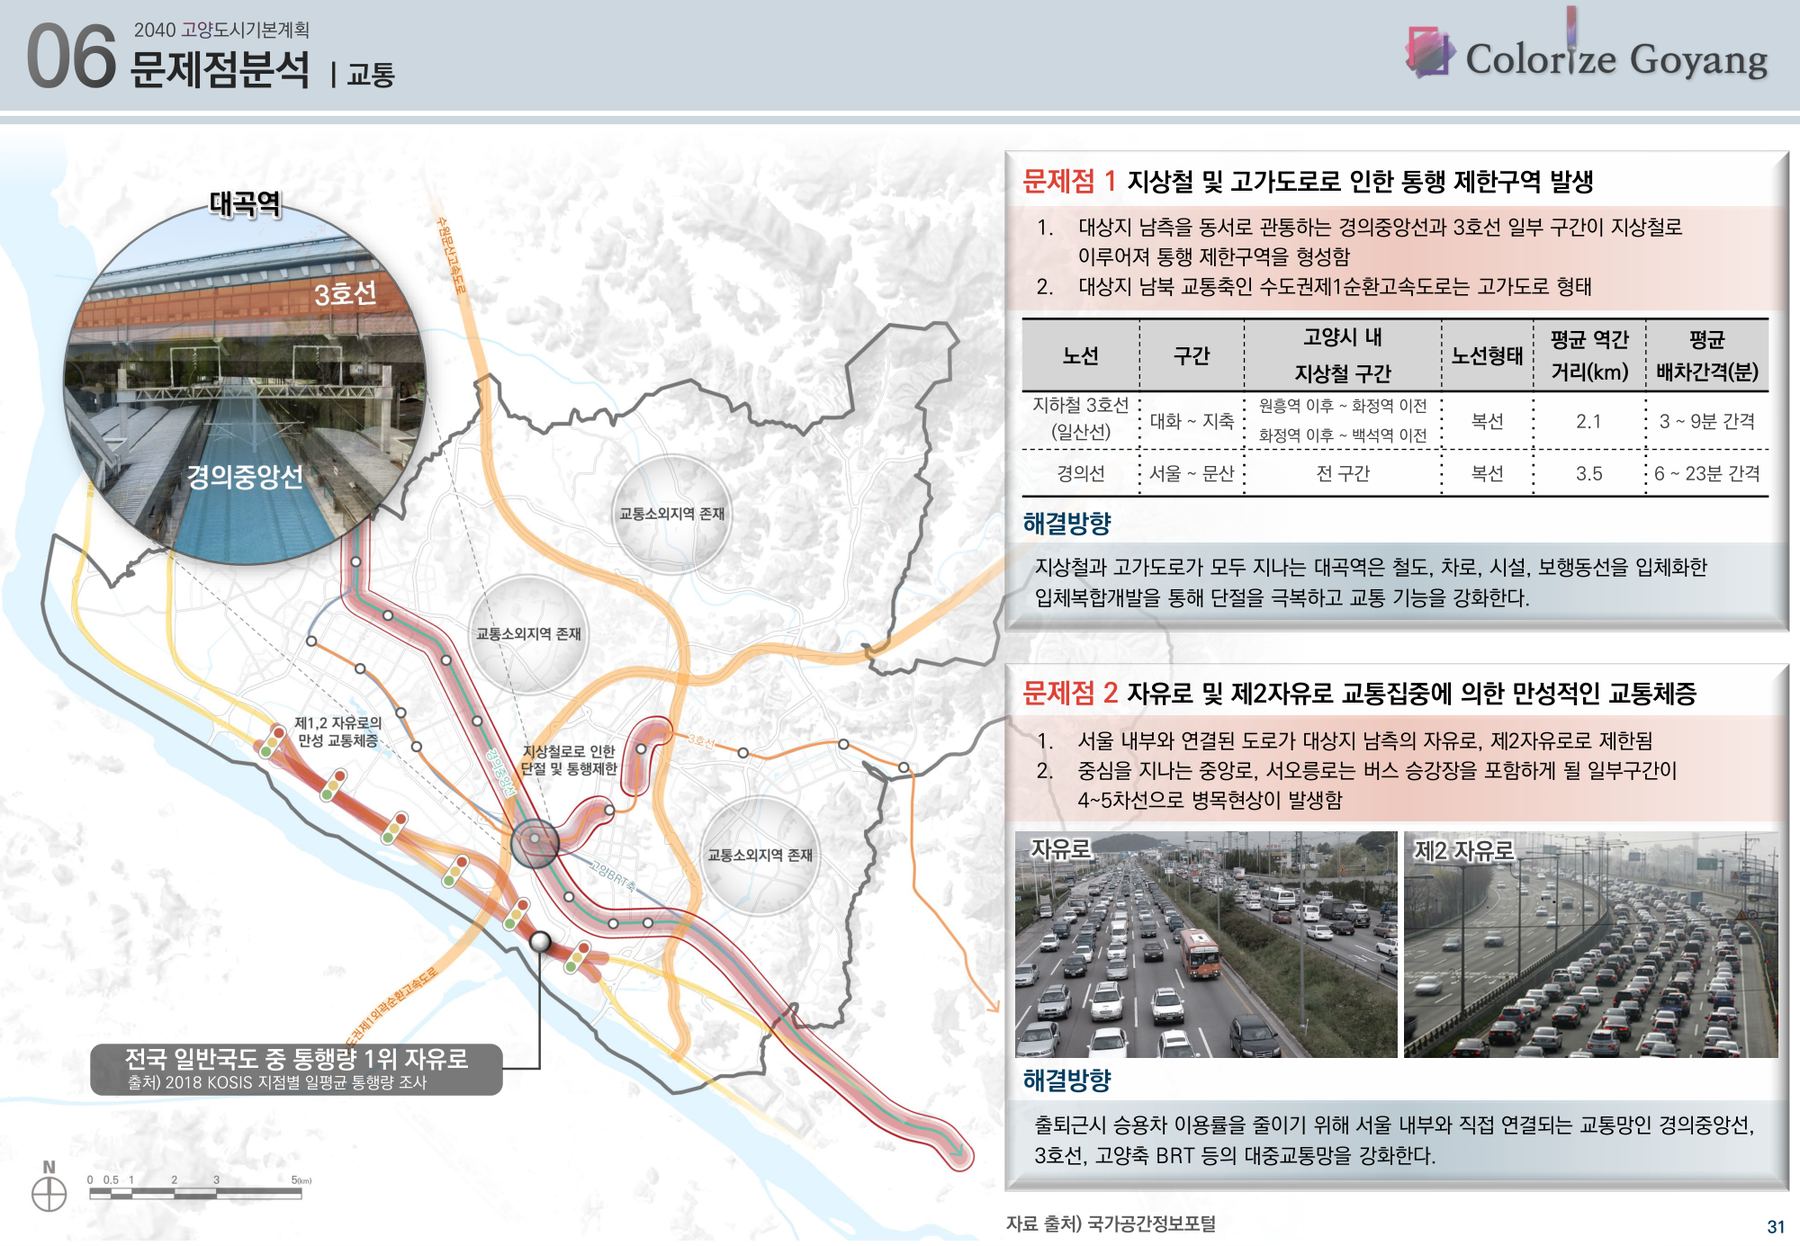 06
2040 고양도시기본계획
문제점분석 | 교통
Colorize Goyang
대곡역
3호선
경의중앙선
수원문산고속도로
교통소외지역 존재
교통소외지역 존재
제1,2 자유로의
만성 교통체증
지상철로로 인한
단절 및 통행제한
3호선
경의중앙선
교통소외지역 존재
고양BRT축
도권제1외곽순환고속도로
전국 일반국도 중 통행량 1위 자유로
출처) 2018 KOSIS 지점별 일평균 통행량 조사
N
0 0.5 1 2 3 5(km)
문제점 1 지상철 및 고가도로로 인한 통행 제한구역 발생
1. 대상지 남측을 동서로 관통하는 경의중앙선과 3호선 일부 구간이 지상철로
이루어져 통행 제한구역을 형성함
2. 대상지 남북 교통축인 수도권제1순환고속도로는 고가도로 형태
노선 구간 고양시 내 지상철 구간 노선형태 평균 역간 거리(km) 평균 배차간격(분)
지하철 3호선 (일산선) 대화 ~ 지축 원흥역 이후 ~ 화정역 이전 화정역 이후 ~ 백석역 이전 복선 2.1 3 ~ 9분 간격
경의선 서울 ~ 문산 전 구간 복선 3.5 6 ~ 23분 간격
해결방향
지상철과 고가도로가 모두 지나는 대곡역은 철도, 차로, 시설, 보행동선을 입체화한
입체복합개발을 통해 단절을 극복하고 교통 기능을 강화한다.
문제점 2 자유로 및 제2자유로 교통집중에 의한 만성적인 교통체증
1. 서울 내부와 연결된 도로가 대상지 남측의 자유로, 제2자유로로 제한됨
2. 중심을 지나는 중앙로, 서오릉로는 버스 승강장을 포함하게 될 일부구간이
4~5차선으로 병목현상이 발생함
자유로
제2 자유로
해결방향
출퇴근시 승용차 이용률을 줄이기 위해 서울 내부와 직접 연결되는 교통망인 경의중앙선,
3호선, 고양축 BRT 등의 대중교통망을 강화한다.
자료 출처) 국가공간정보포털
31